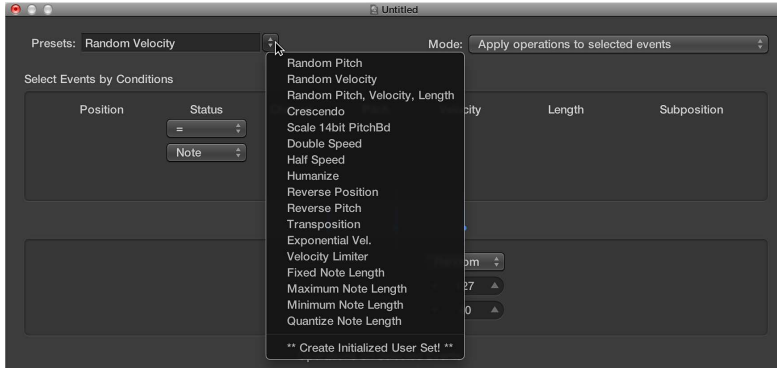 Untitled
Presets: Random Velocity
Mode: Apply operations to selected events
Select Events by Conditions
Position Status Length Subposition
=
Note
Random Pitch
Random Velocity
Random Pitch, Velocity, Length
Crescendo
Scale 14bit PitchBd
Double Speed
Half Speed
Humanize
Reverse Position
Reverse Pitch
Transposition
Exponential Vel.
Velocity Limiter
Fixed Note Length
Maximum Note Length
Minimum Note Length
Quantize Note Length
** Create Initialized User Set! **